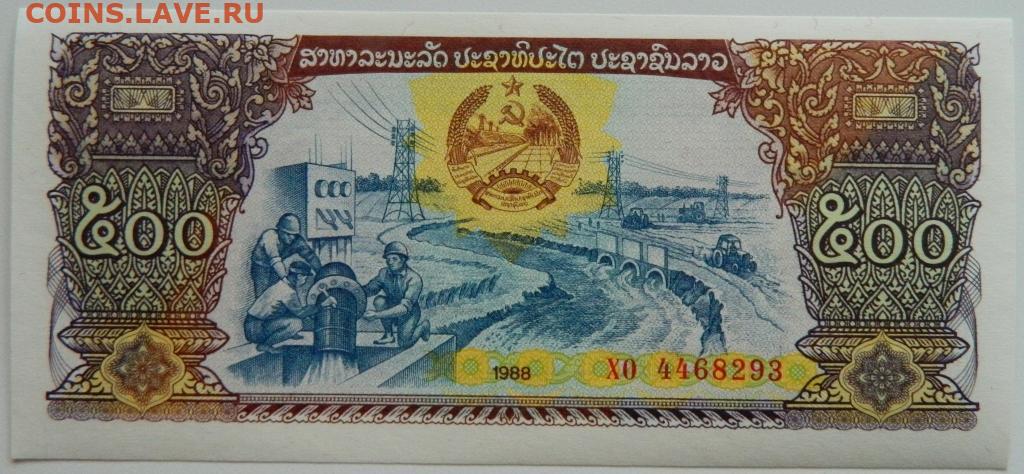 COINS.LAVE.RU
ສາທາລະນະລັດ ປະຊາທິປະໄຕ ປະຊາຊົນລາວ
໕໐໐ ໕໐໐
1988 XO 4468293